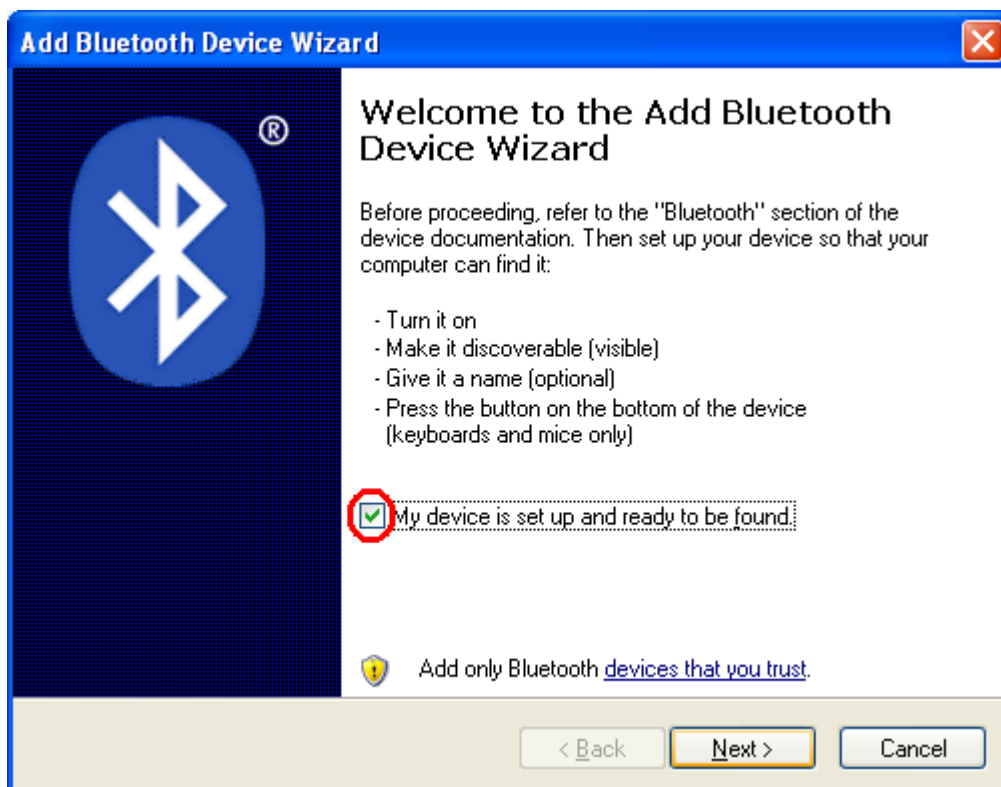 Add Bluetooth Device Wizard
®
Welcome to the Add Bluetooth
Device Wizard
Before proceeding, refer to the "Bluetooth" section of the
device documentation. Then set up your device so that your
computer can find it:
- Turn it on
- Make it discoverable (visible)
- Give it a name (optional)
- Press the button on the bottom of the device
(keyboards and mice only)
My device is set up and ready to be found.
Add only Bluetooth devices that you trust.
< Back Next > Cancel